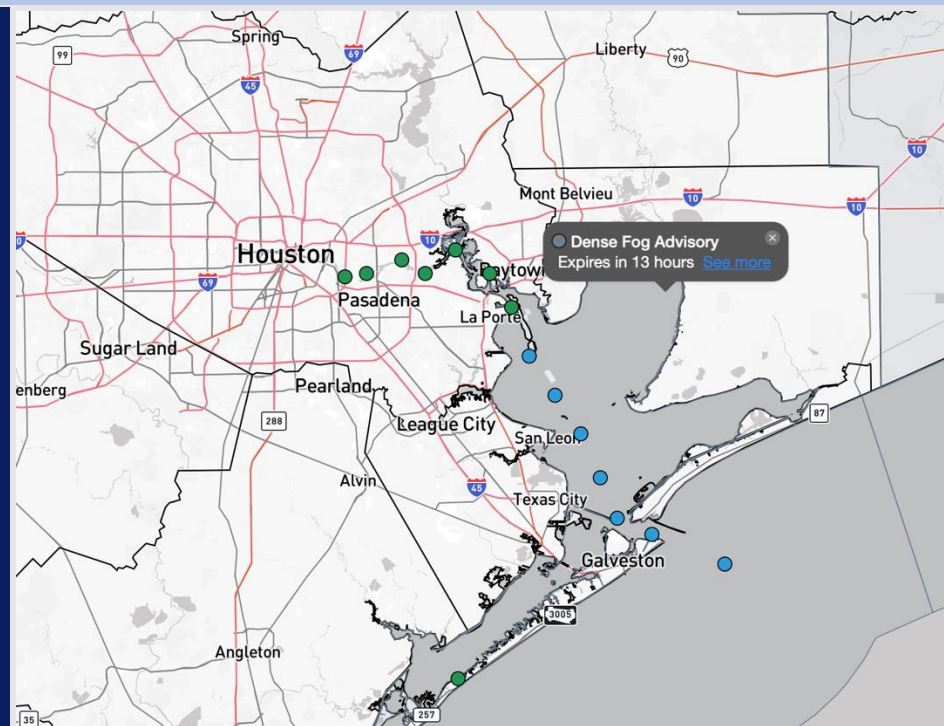 Spring
69
Liberty
90
99
45
10
Mont Belvieu
10
10
Dense Fog Advisory
Expires in 13 hours See more
Houston
10
69
Pasadena
La Porte
Sugar Land
enberg
Pearland
288
League City
87
San Leon
Alvin
45
Texas City
Galveston
3005
Angleton
257
35